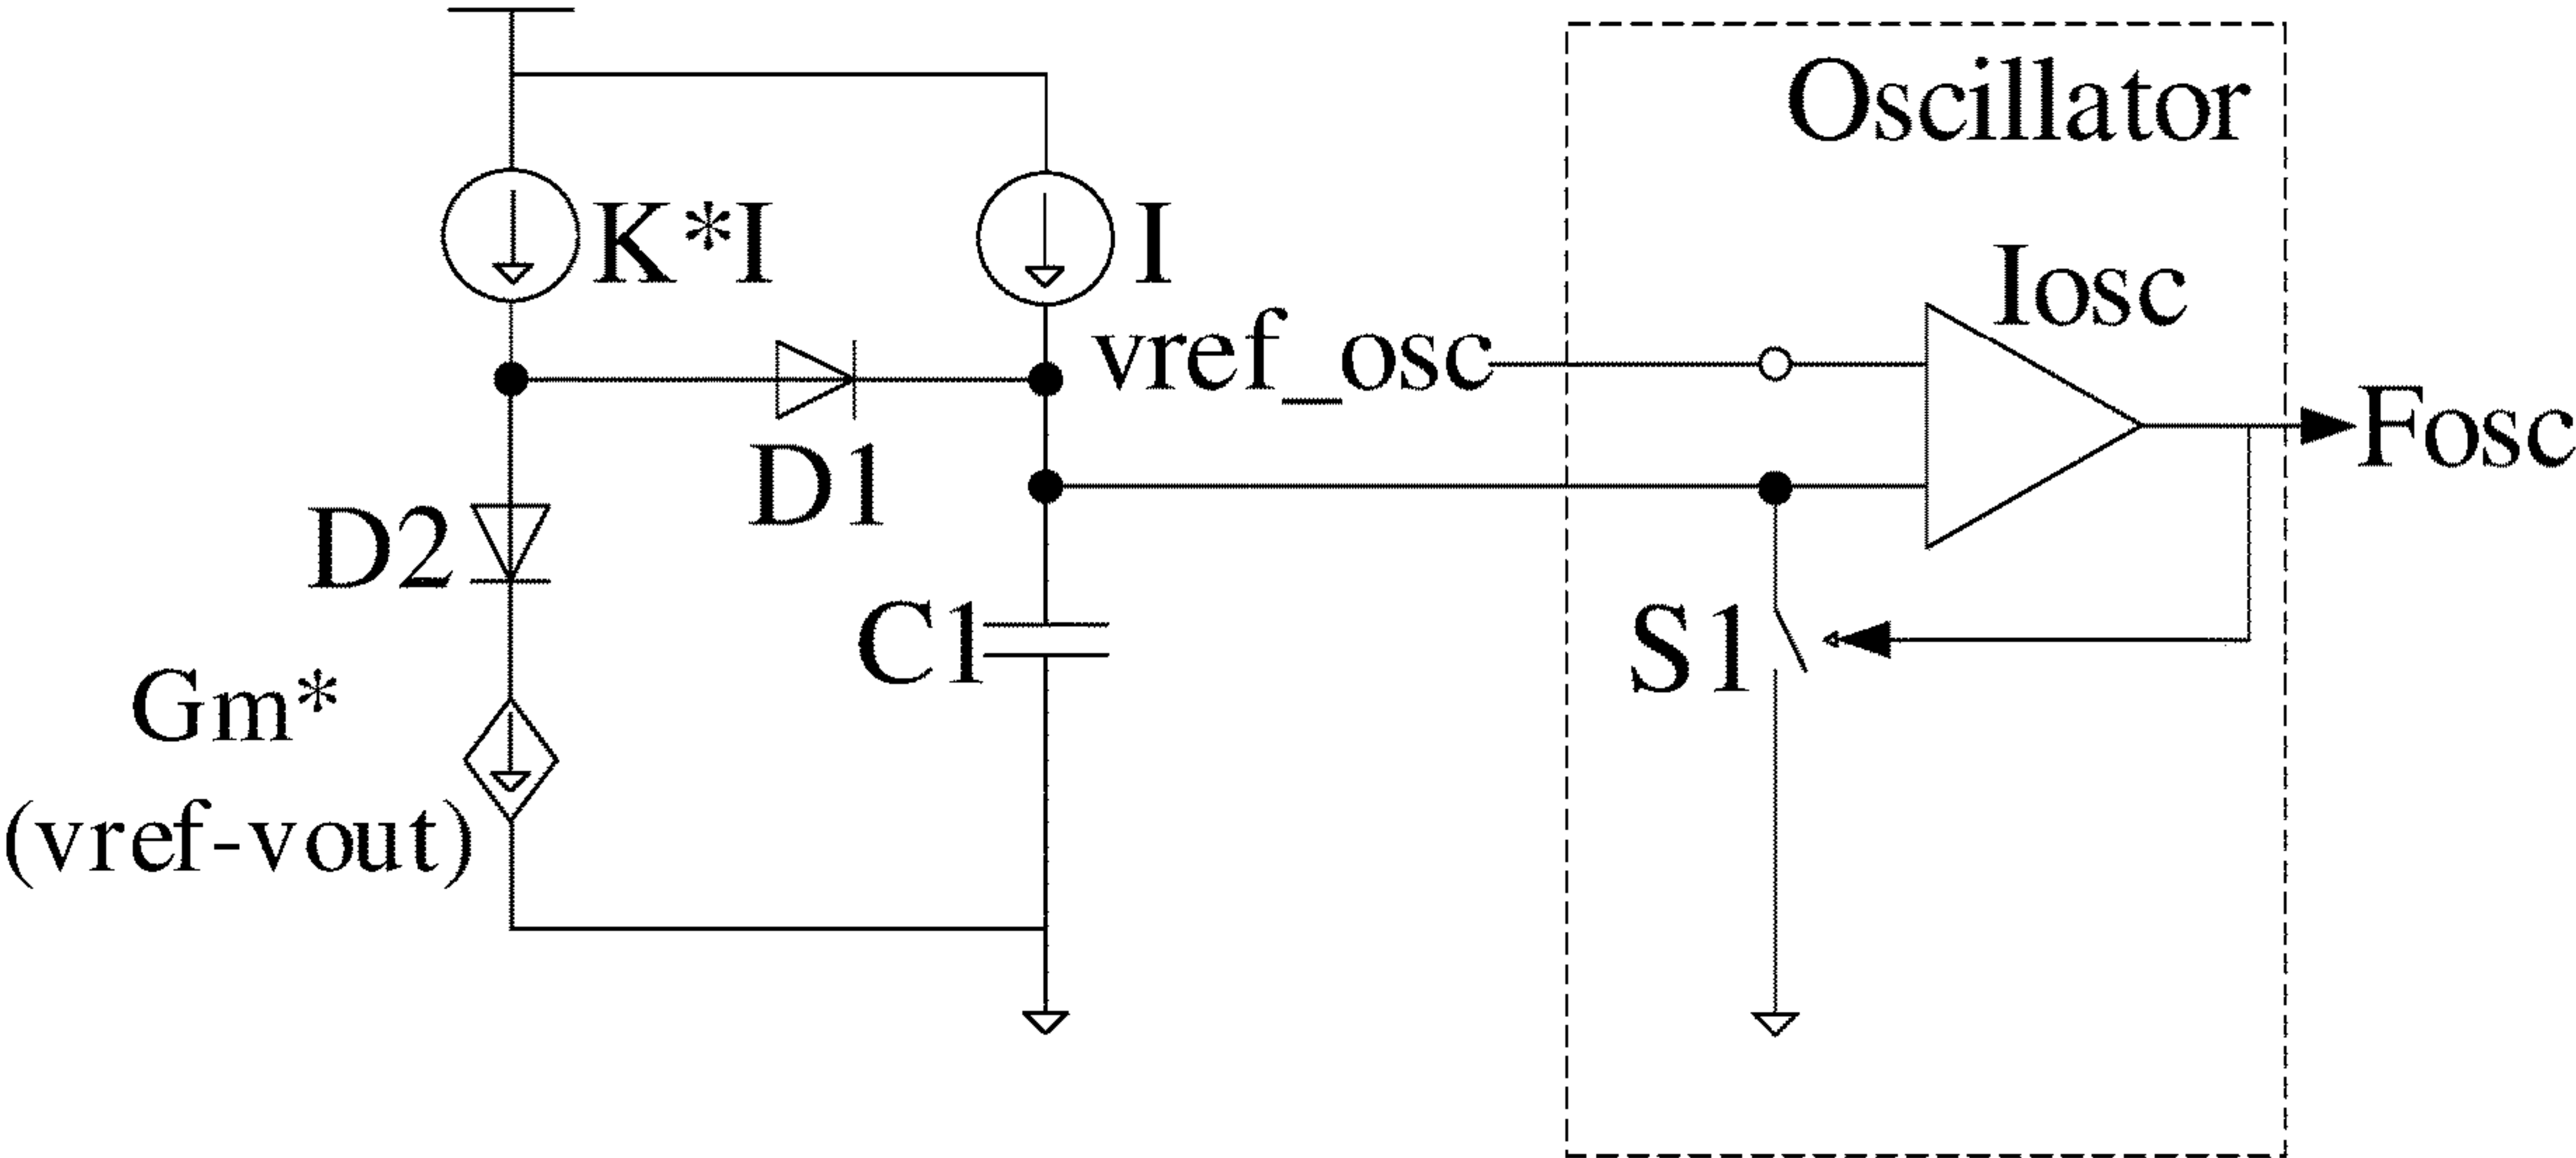 Oscillator
K*I
I
Iosc
vref_osc
Fosc
D1
D2
C1
S1
Gm*
(vref-vout)